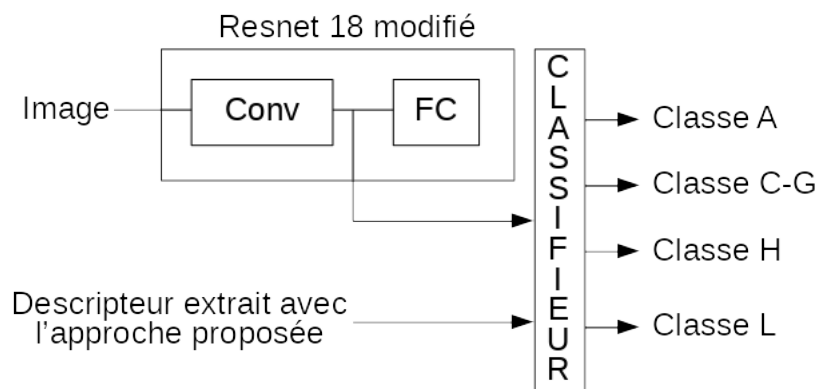 Resnet 18 modifié
Image
Conv
FC
CLASSIFIEUR
Classe A
Classe C-G
Classe H
Classe L
Descripteur extrait avec
l'approche proposée